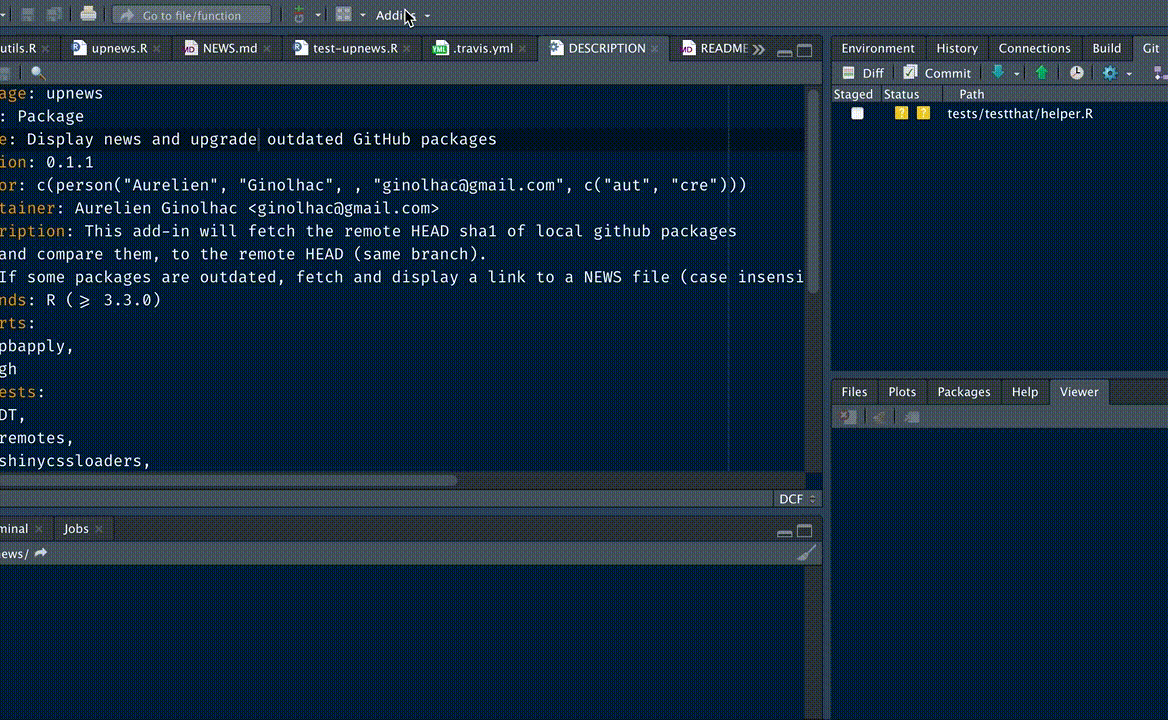 Go to file/function
Addins
utils.R
upnews.R
NEWS.md
test-upnews.R
.travis.yml
DESCRIPTION
README
age: upnews
: Package
e: Display news and upgrade outdated GitHub packages
ion: 0.1.1
or: c(person("Aurelien", "Ginolhac", , "ginolhac@gmail.com", c("aut", "cre")))
tainer: Aurelien Ginolhac <ginolhac@gmail.com>
ription: This add-in will fetch the remote HEAD sha1 of local github packages
and compare them, to the remote HEAD (same branch).
If some packages are outdated, fetch and display a link to a NEWS file (case insensi
nds: R (>= 3.3.0)
rts:
pbapply,
gh
ests:
DT,
remotes,
shinycssloaders,
DCF
minal
Jobs
ews/
Environment
History
Connections
Build
Git
Diff
Commit
Staged
Status
Path
tests/testthat/helper.R
Files
Plots
Packages
Help
Viewer